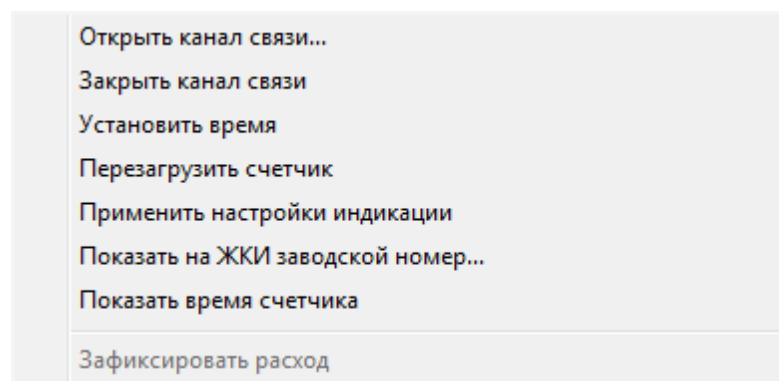 Открыть канал связи...
Закрыть канал связи
Установить время
Перезагрузить счетчик
Применить настройки индикации
Показать на ЖКИ заводской номер...
Показать время счетчика
Зафиксировать расход